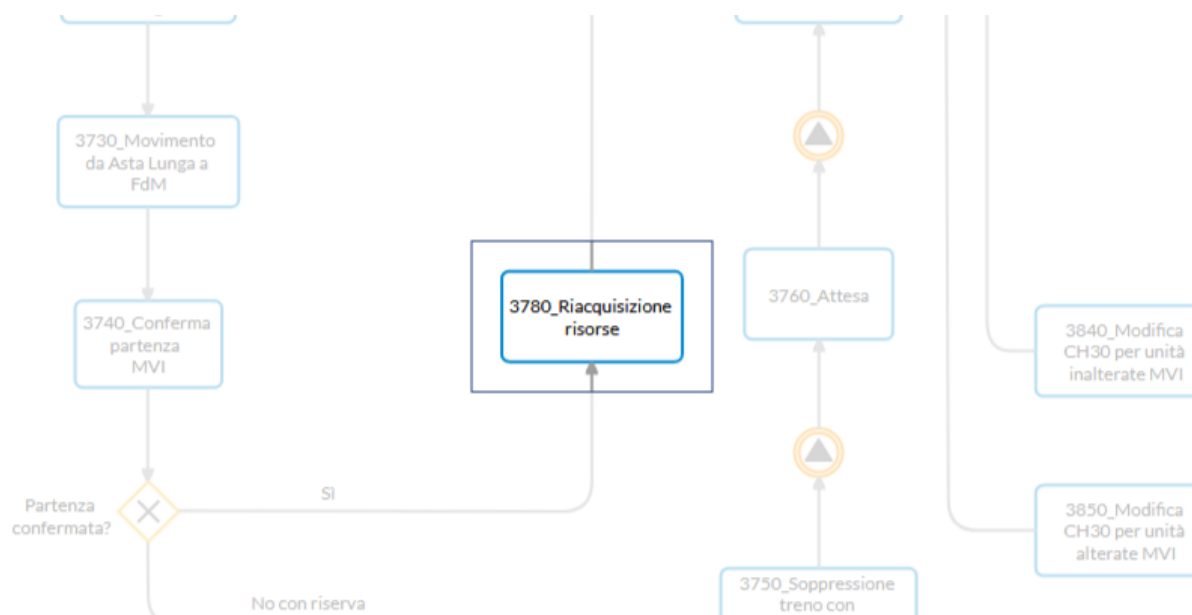 3730_Movimento
da Asta Lunga a
FdM
3740_Conferma
partenza
MVI
Partenza
confermata?
Sì
No con riserva
3780_Riacquisizione
risorse
3760_Attesa
3750_Soppressione
treno con
3840_Modifica
CH30 per unità
inalterate MVI
3850_Modifica
CH30 per unità
alterate MVI